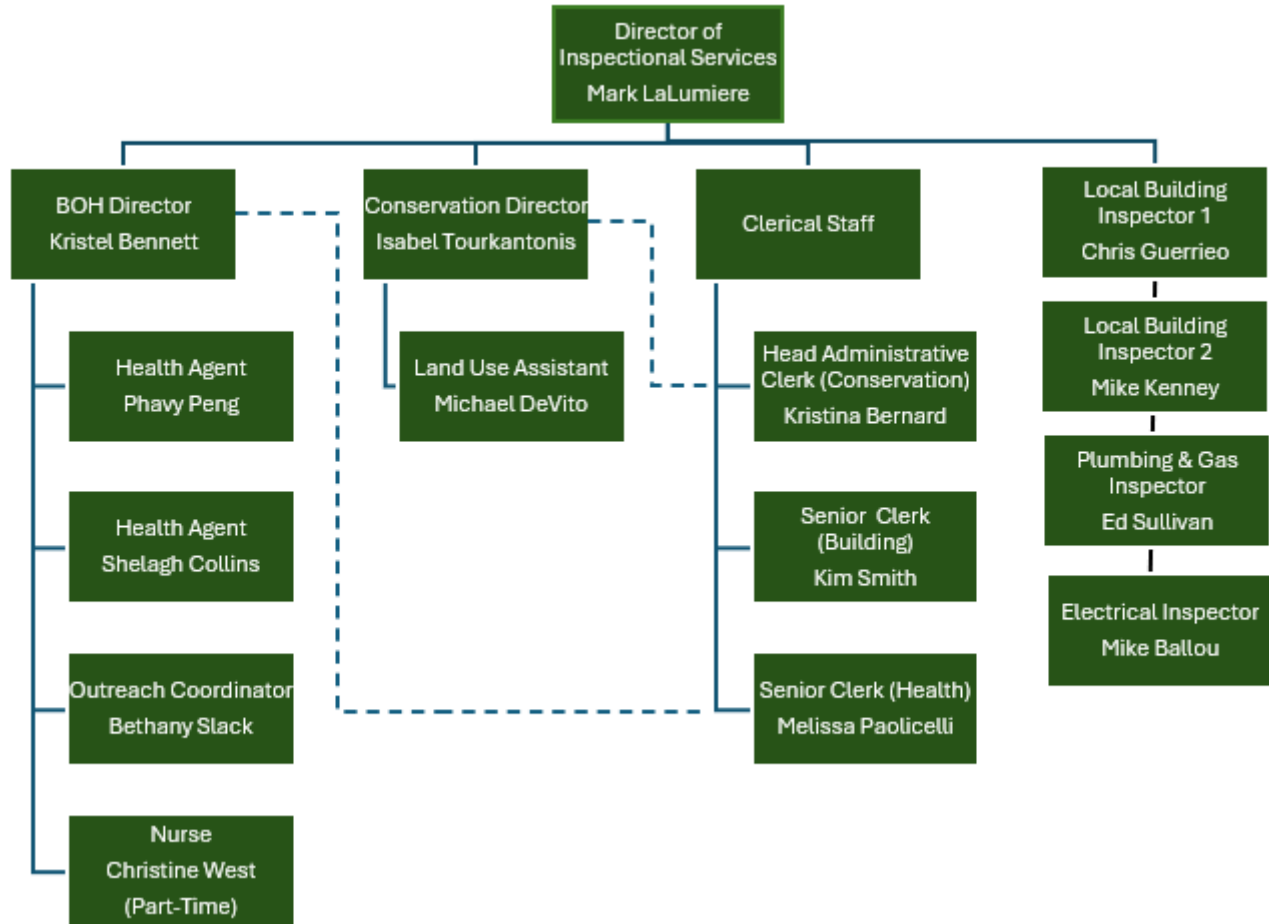 Director of
Inspectional Services
Mark LaLumiere
BOH Director
Kristel Bennett
Conservation Director
Isabel Tourkantonis
Clerical Staff
Local Building
Inspector 1
Chris Guerrieo
Health Agent
Phavy Peng
Land Use Assistant
Michael DeVito
Head Administrative
Clerk (Conservation)
Kristina Bernard
Local Building
Inspector 2
Mike Kenney
Health Agent
Shelagh Collins
Senior Clerk
(Building)
Kim Smith
Plumbing & Gas
Inspector
Ed Sullivan
Outreach Coordinator
Bethany Slack
Senior Clerk (Health)
Melissa Paolicelli
Electrical Inspector
Mike Ballou
Nurse
Christine West
(Part-Time)